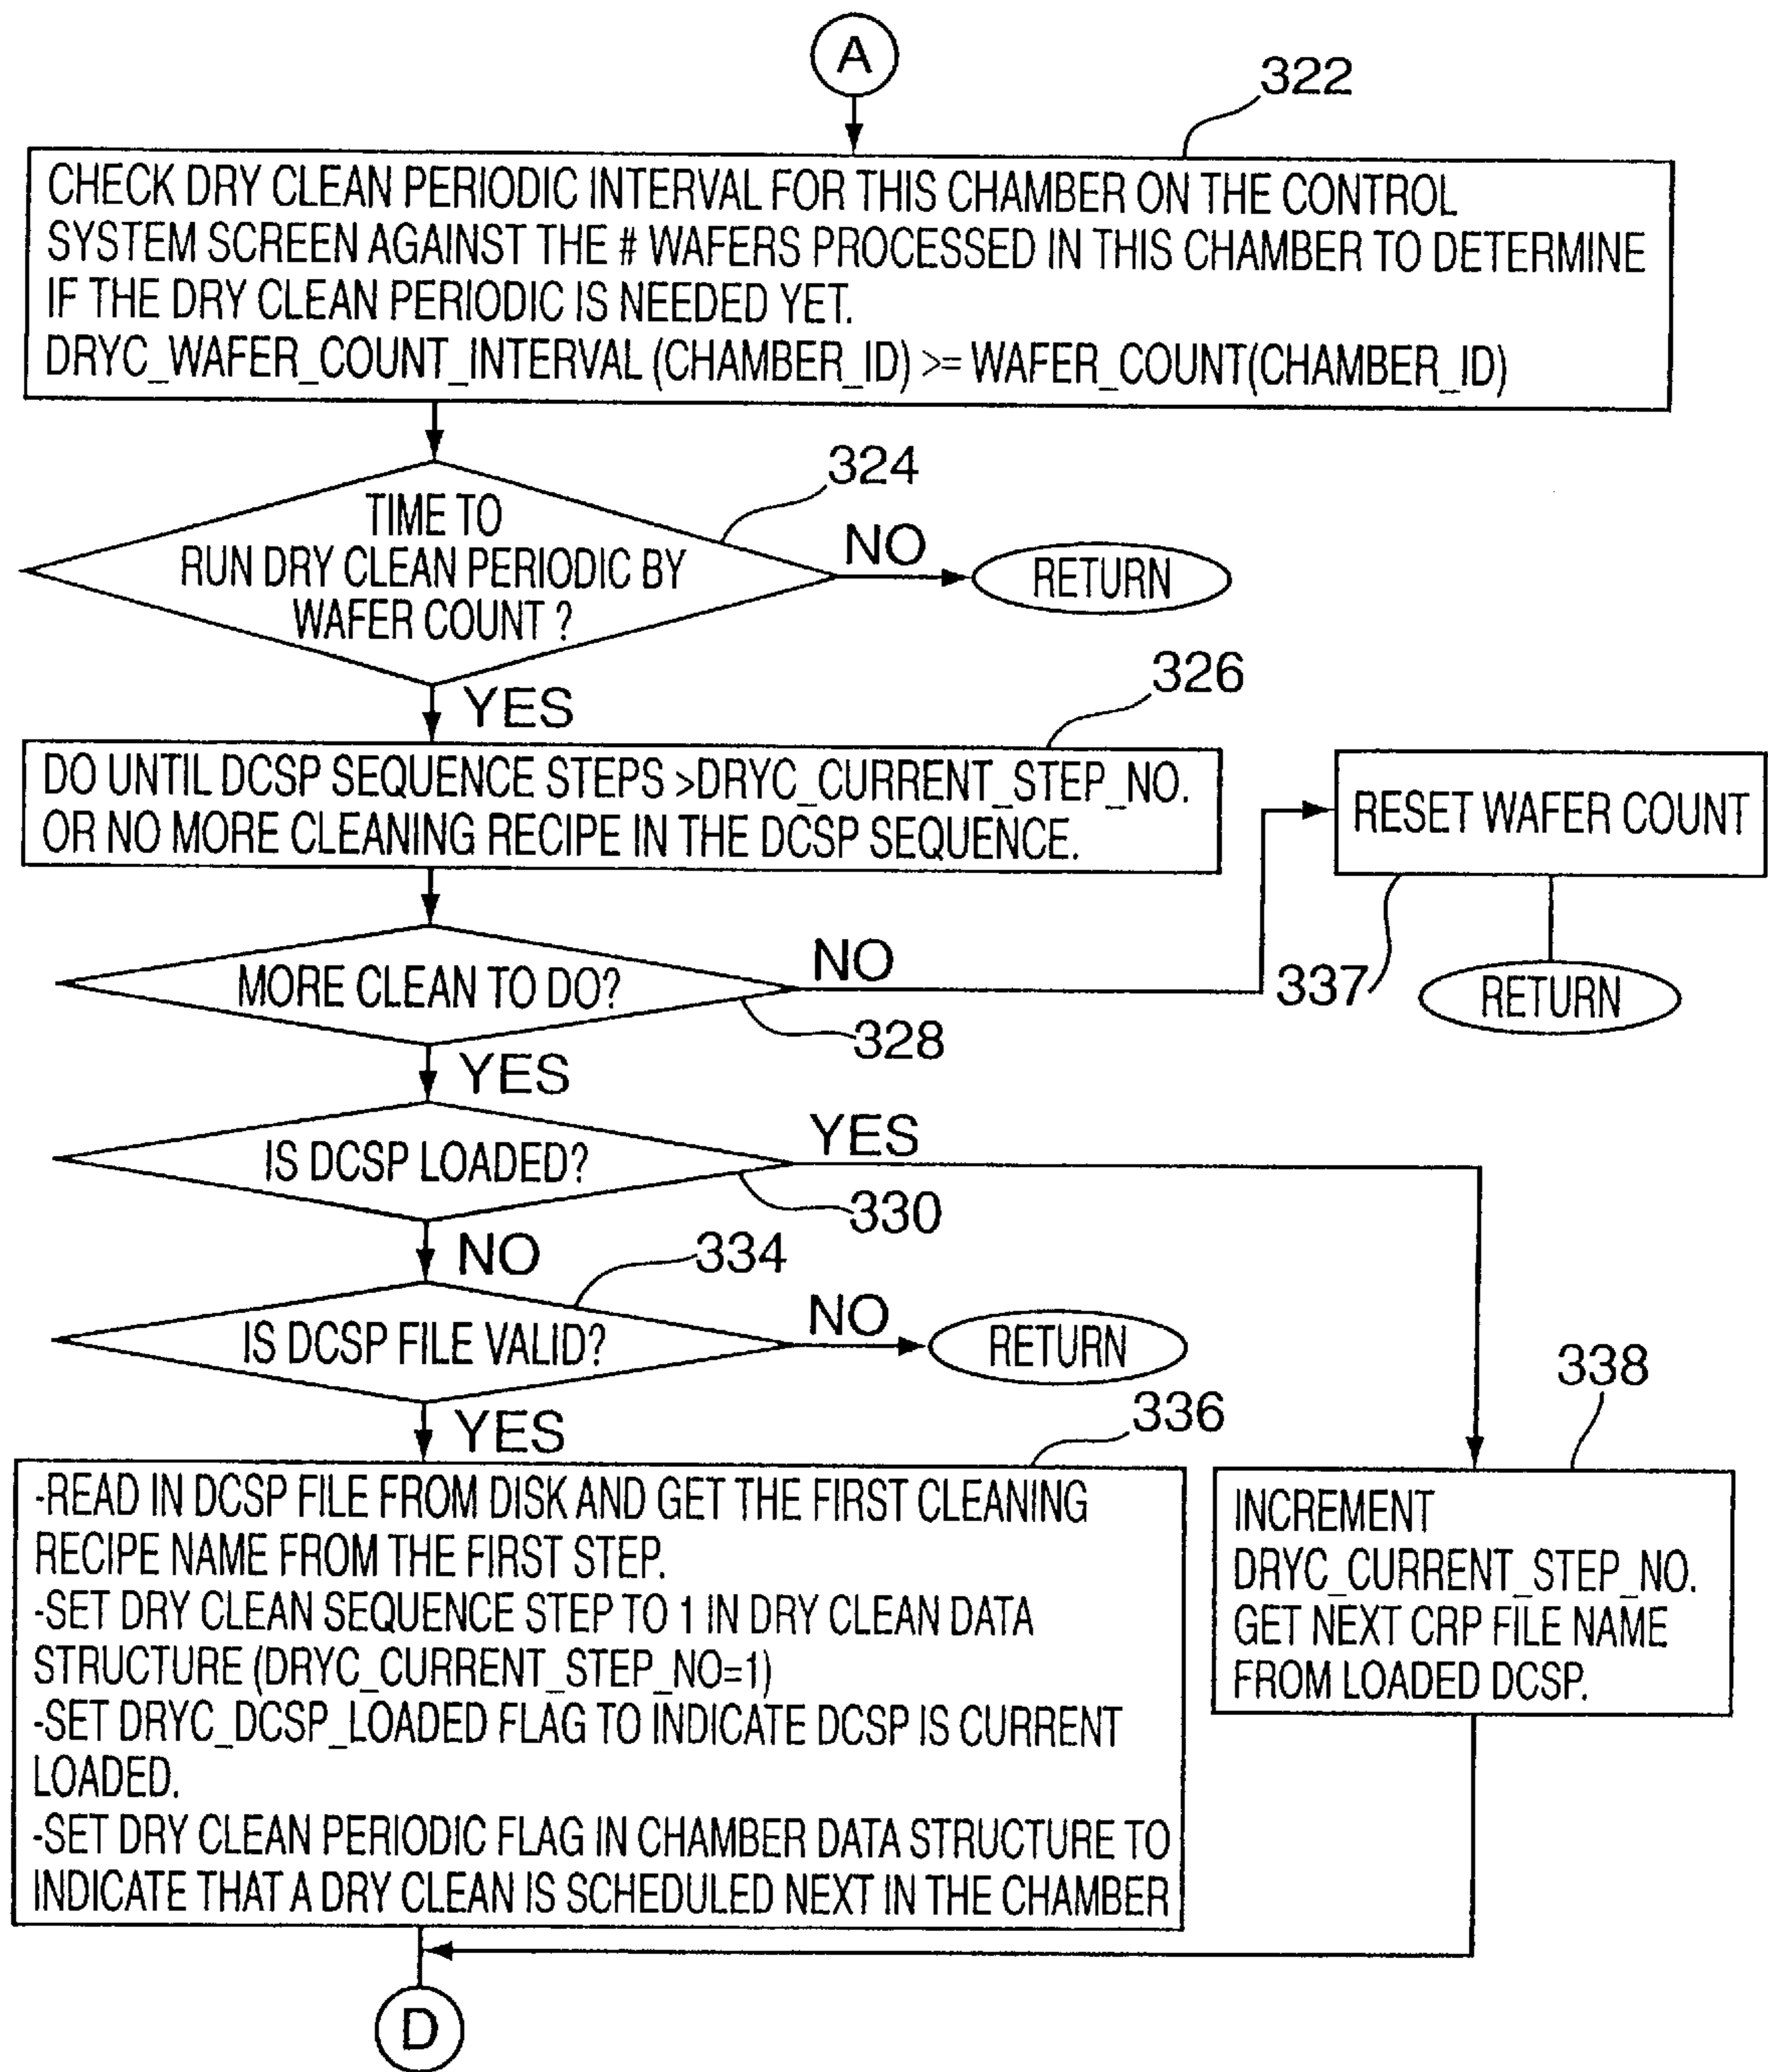 A
322
CHECK DRY CLEAN PERIODIC INTERVAL FOR THIS CHAMBER ON THE CONTROL
SYSTEM SCREEN AGAINST THE # WAFERS PROCESSED IN THIS CHAMBER TO DETERMINE
IF THE DRY CLEAN PERIODIC IS NEEDED YET.
DRYC_WAFER_COUNT_INTERVAL (CHAMBER_ID) >= WAFER_COUNT(CHAMBER_ID)
324
TIME TO
RUN DRY CLEAN PERIODIC BY
WAFER COUNT ?
NO
RETURN
YES
326
DO UNTIL DCSP SEQUENCE STEPS >DRYC_CURRENT_STEP_NO.
OR NO MORE CLEANING RECIPE IN THE DCSP SEQUENCE.
RESET WAFER COUNT
337
RETURN
MORE CLEAN TO DO?
NO
328
YES
IS DCSP LOADED?
YES
330
NO
334
IS DCSP FILE VALID?
NO
RETURN
YES
336
-READ IN DCSP FILE FROM DISK AND GET THE FIRST CLEANING
RECIPE NAME FROM THE FIRST STEP.
-SET DRY CLEAN SEQUENCE STEP TO 1 IN DRY CLEAN DATA
STRUCTURE (DRYC_CURRENT_STEP_NO=1)
-SET DRYC_DCSP_LOADED FLAG TO INDICATE DCSP IS CURRENT
LOADED.
-SET DRY CLEAN PERIODIC FLAG IN CHAMBER DATA STRUCTURE TO
INDICATE THAT A DRY CLEAN IS SCHEDULED NEXT IN THE CHAMBER
338
INCREMENT
DRYC_CURRENT_STEP_NO.
GET NEXT CRP FILE NAME
FROM LOADED DCSP.
D